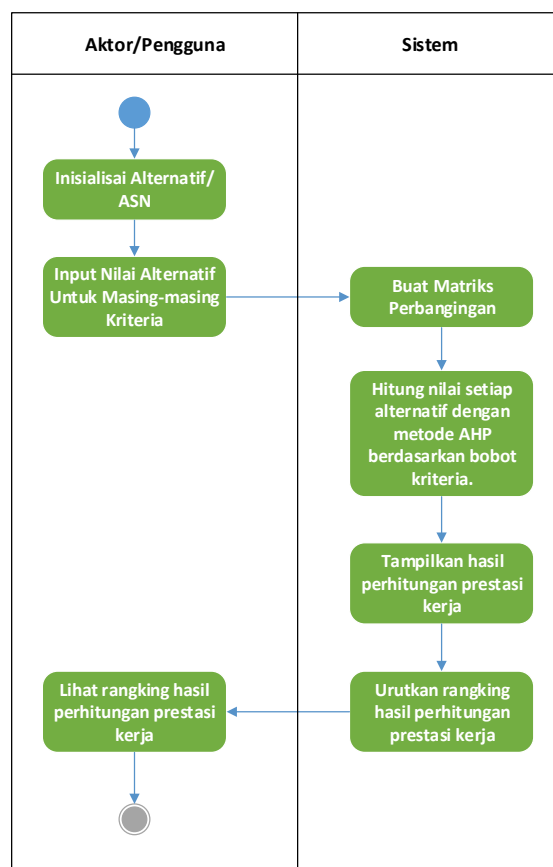 Aktor/Pengguna
Sistem
Inisialisai Alternatif/
ASN
Input Nilai Alternatif
Untuk Masing-masing
Kriteria
Buat Matriks
Perbangingan
Hitung nilai setiap
alternatif dengan
metode AHP
berdasarkan bobot
kriteria.
Tampilkan hasil
perhitungan prestasi
kerja
Urutkan rangking
hasil perhitungan
prestasi kerja
Lihat rangking hasil
perhitungan prestasi
kerja